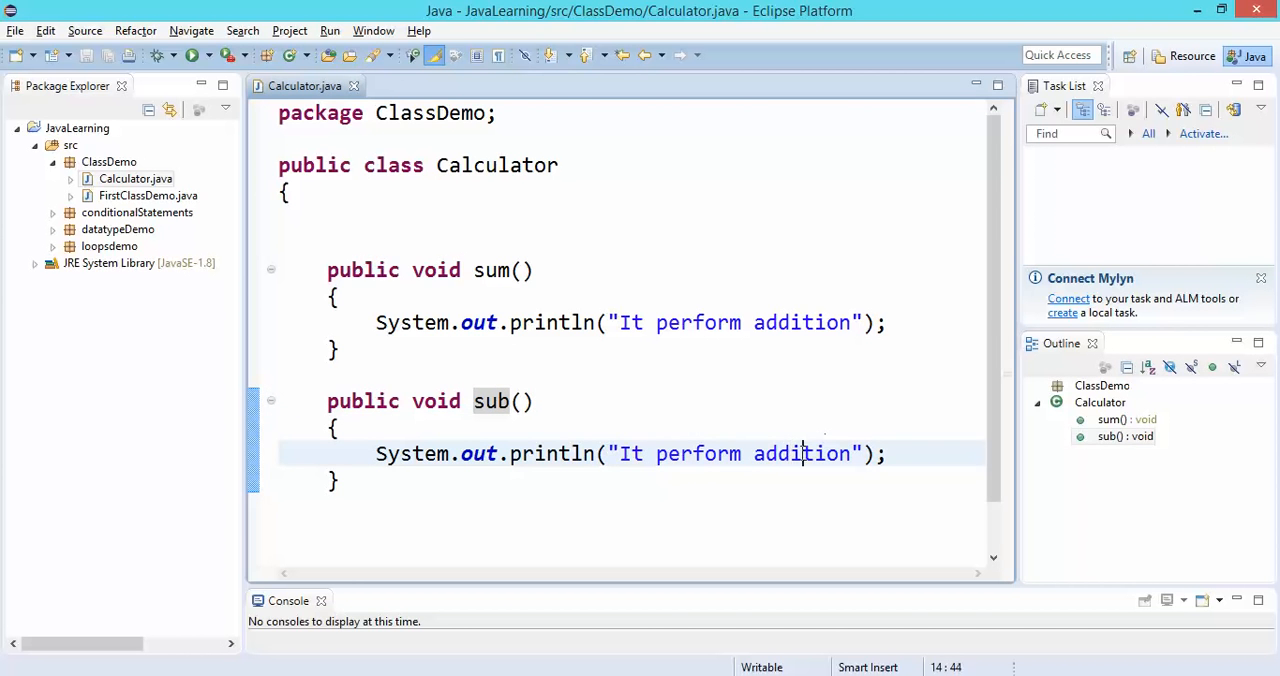 Java - JavaLearning/src/ClassDemo/Calculator.java - Eclipse Platform
File Edit Source Refactor Navigate Search Project Run Window Help
Quick Access Resource Java
Package Explorer
JavaLearning
src
ClassDemo
Calculator.java
FirstClassDemo.java
conditionalStatements
datatypeDemo
loopsdemo
JRE System Library [JavaSE-1.8]
Calculator.java
package ClassDemo;
public class Calculator
{
public void sum()
{
System.out.println("It perform addition");
}
public void sub()
{
System.out.println("It perform addition");
}
Task List
Find All Activate...
Connect Mylyn
Connect to your task and ALM tools or
create a local task.
Outline
ClassDemo
Calculator
sum() : void
sub() : void
Console
No consoles to display at this time.
Writable Smart Insert 14 : 44